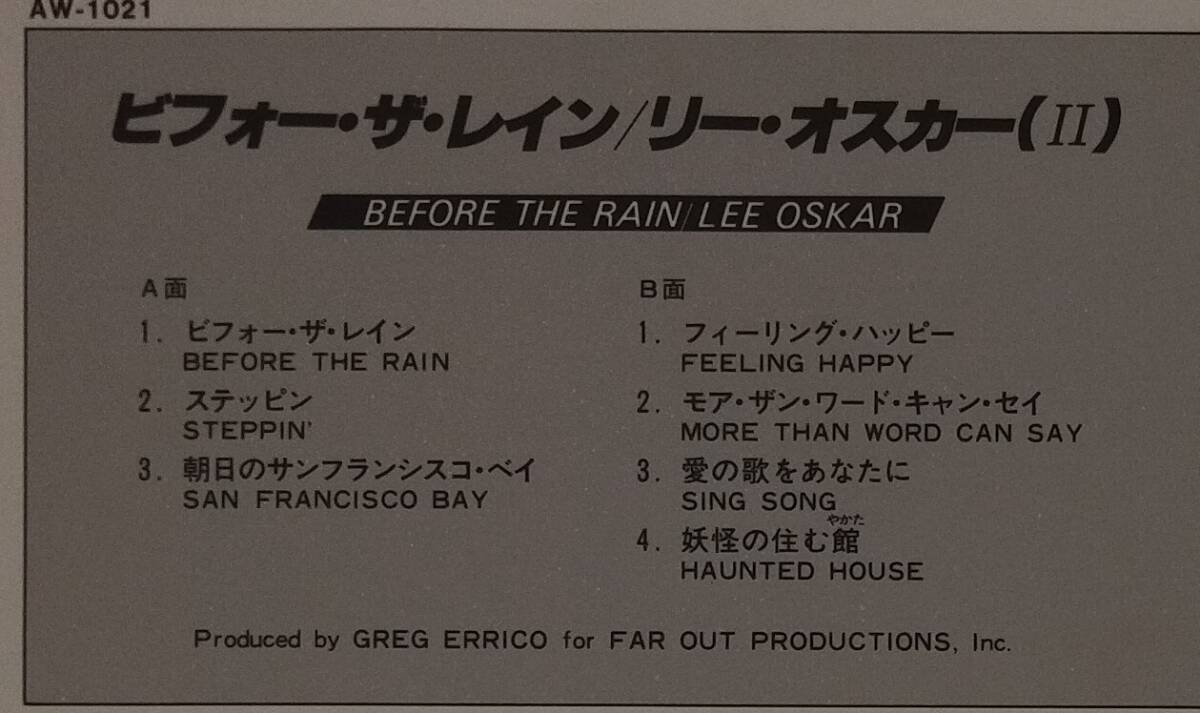 AW-1021
ビフォー・ザ・レイン/リー・オスカー(II)
BEFORE THE RAIN/LEE OSKAR
A面
1. ビフォー・ザ・レイン
BEFORE THE RAIN
2. ステッピン
STEPPIN'
3. 朝日のサンフランシスコ・ベイ
SAN FRANCISCO BAY
B面
1. フィーリング・ハッピー
FEELING HAPPY
2. モア・ザン・ワード・キャン・セイ
MORE THAN WORD CAN SAY
3. 愛の歌をあなたに
SING SONG
やかた
4. 妖怪の住む館
HAUNTED HOUSE
Produced by GREG ERRICO for FAR OUT PRODUCTIONS, Inc.